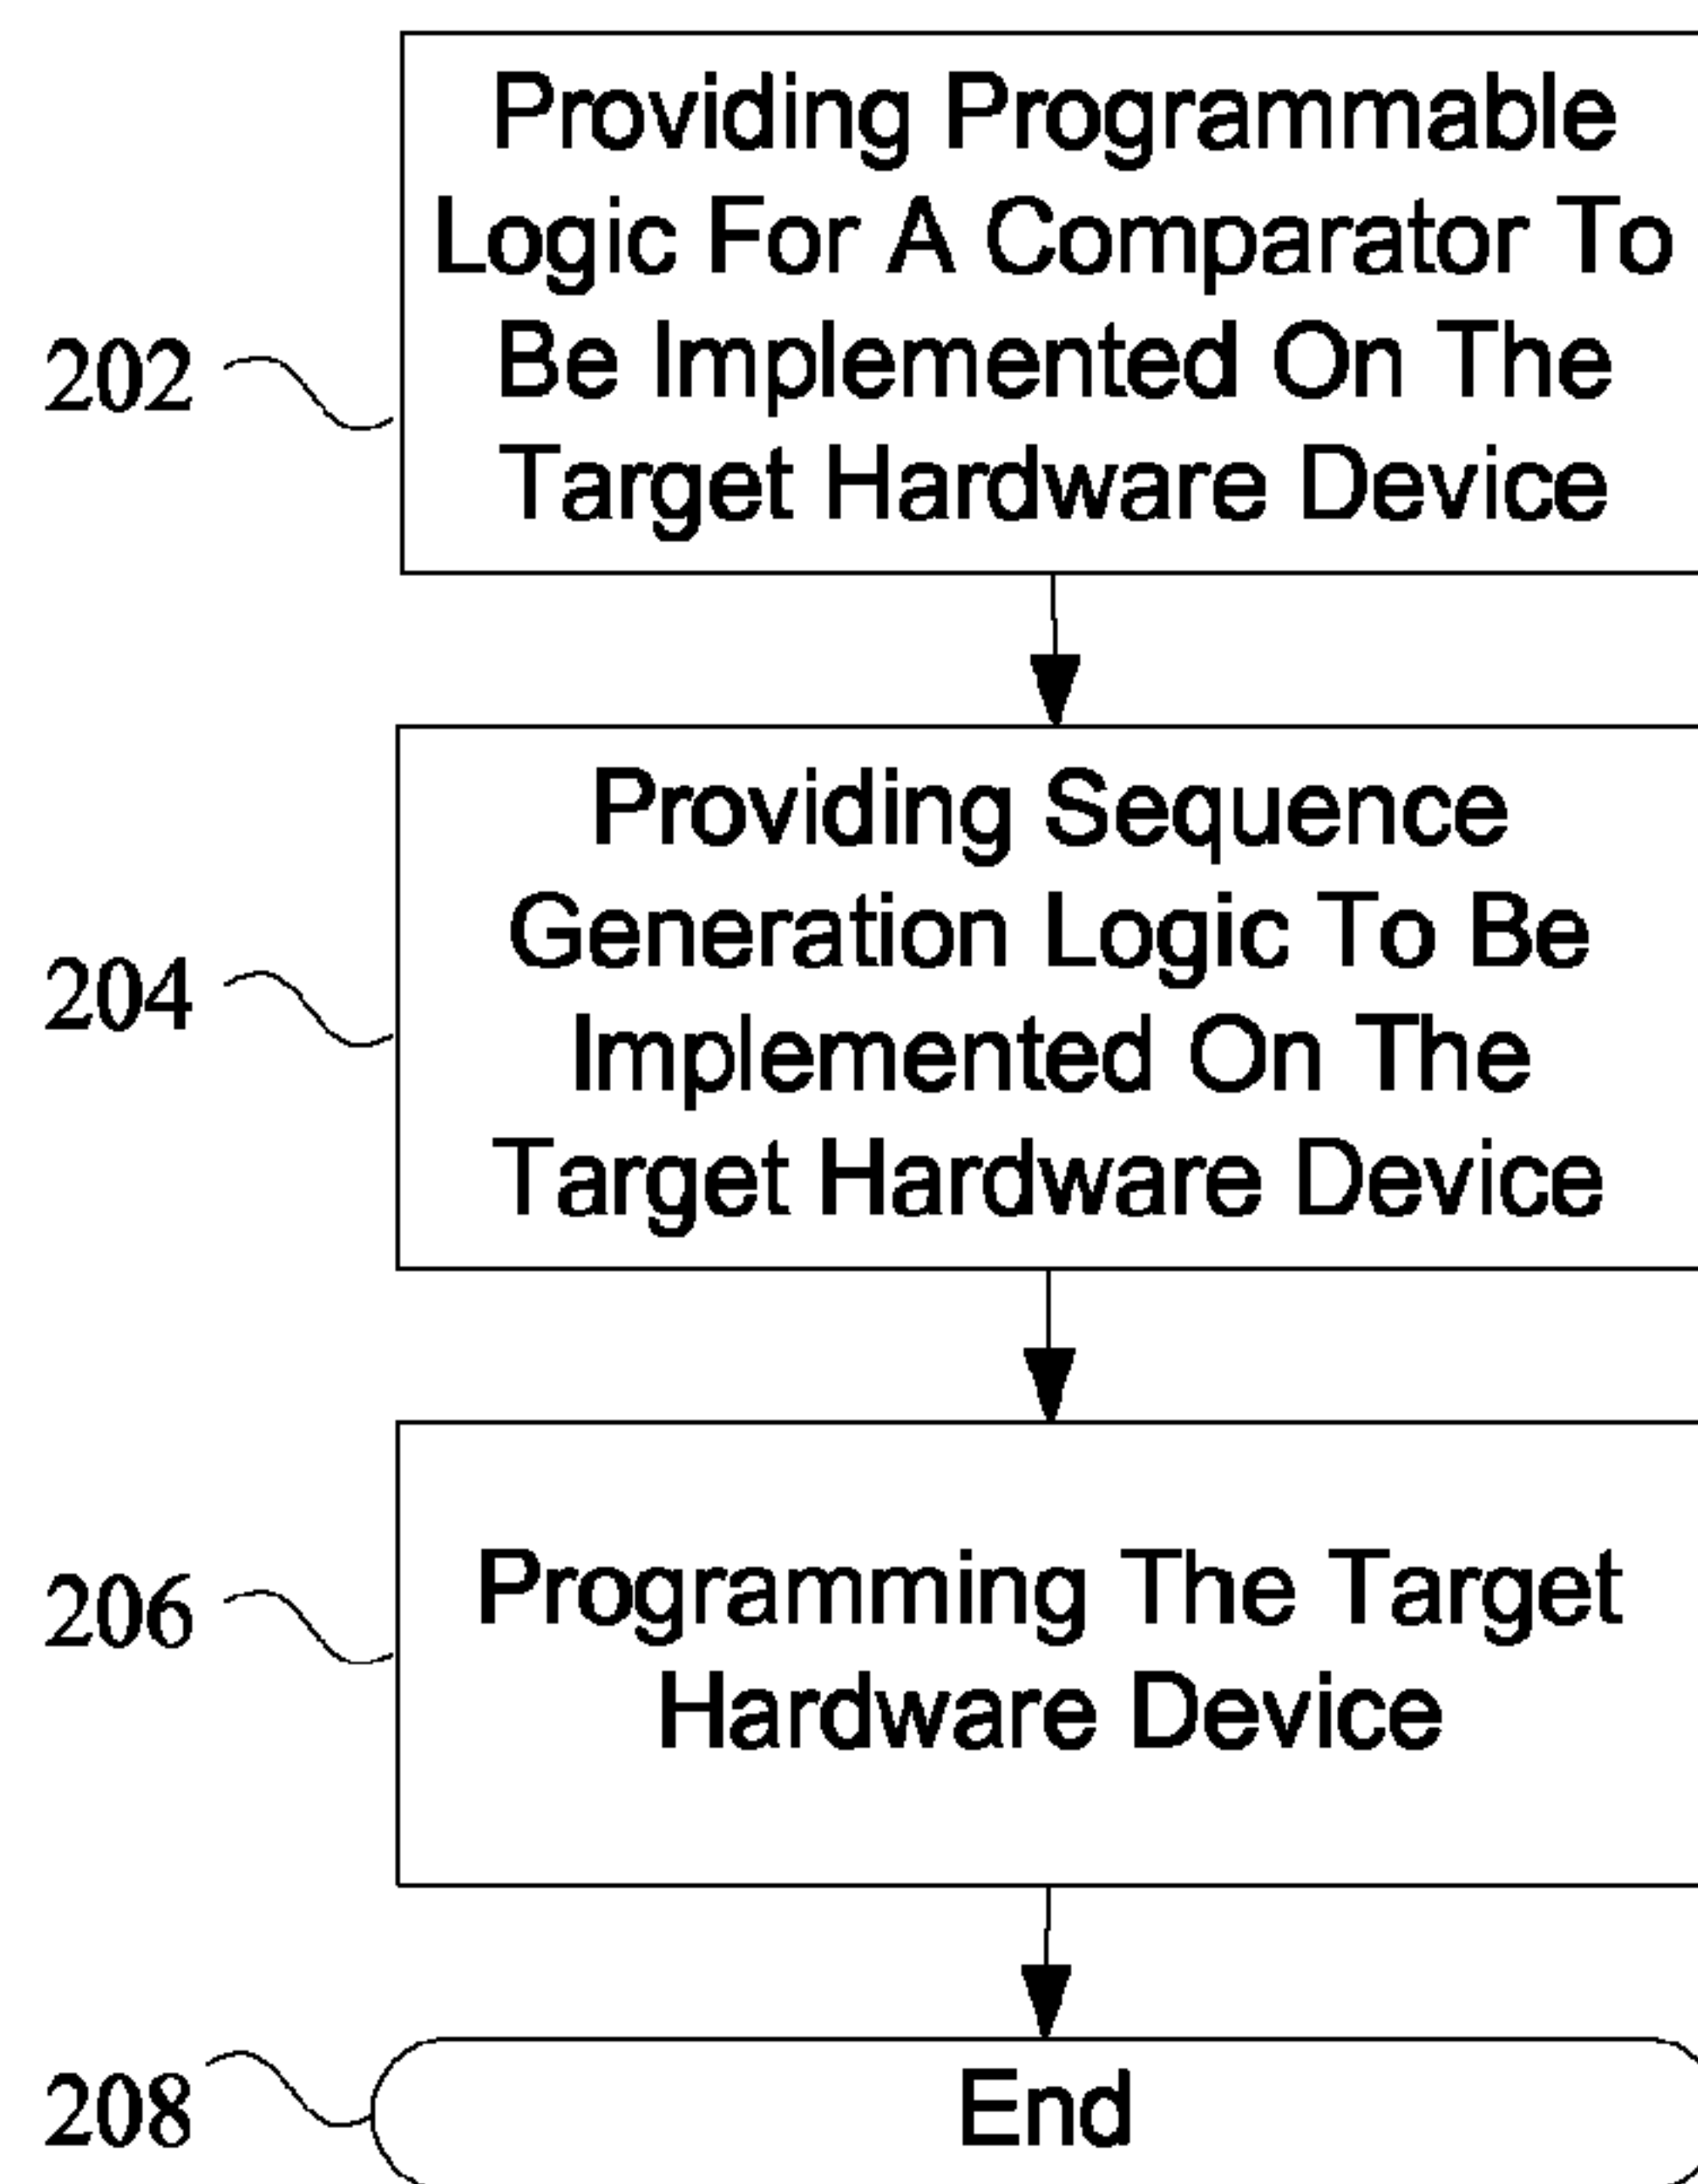 Providing Programmable
Logic For A Comparator To
Be Implemented On The
Target Hardware Device
202
Providing Sequence
Generation Logic To Be
Implemented On The
Target Hardware Device
204
Programming The Target
Hardware Device
206
End
208